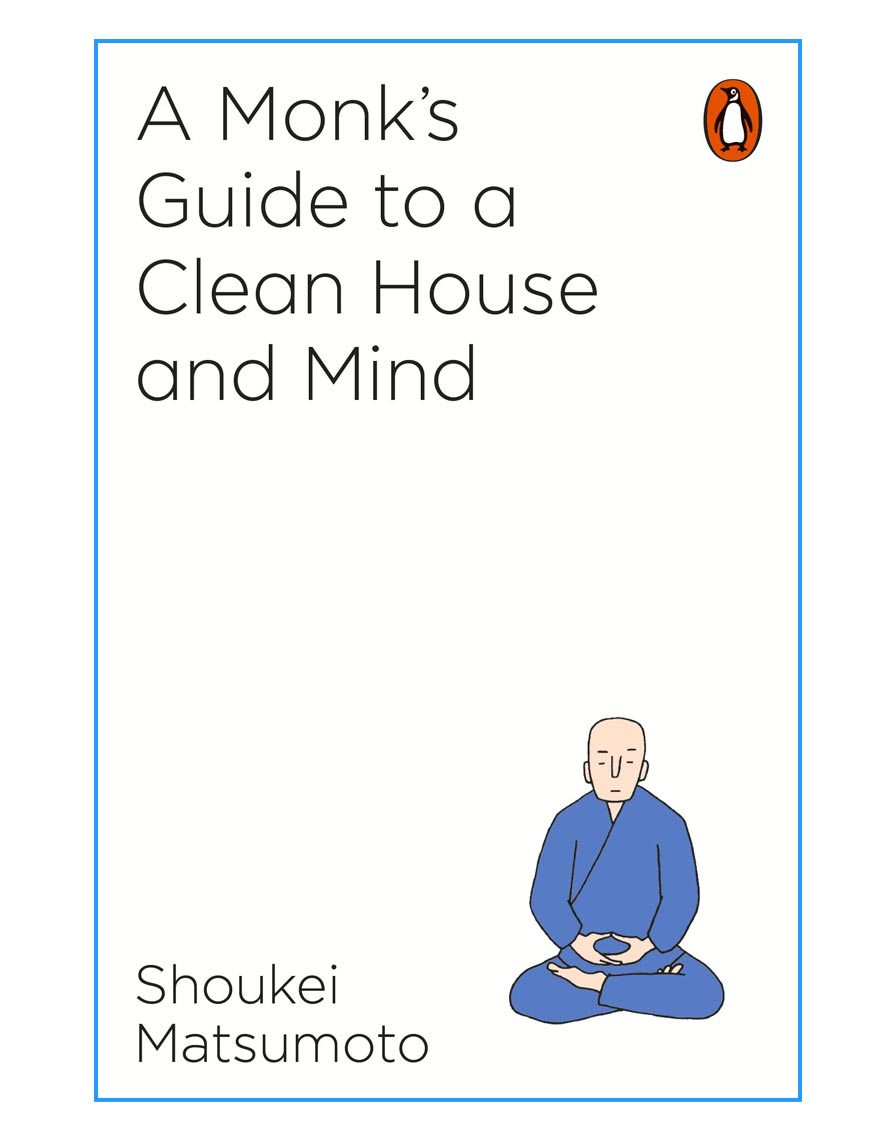 A Monk’s
Guide to a
Clean House
and Mind
Shoukei
Matsumoto